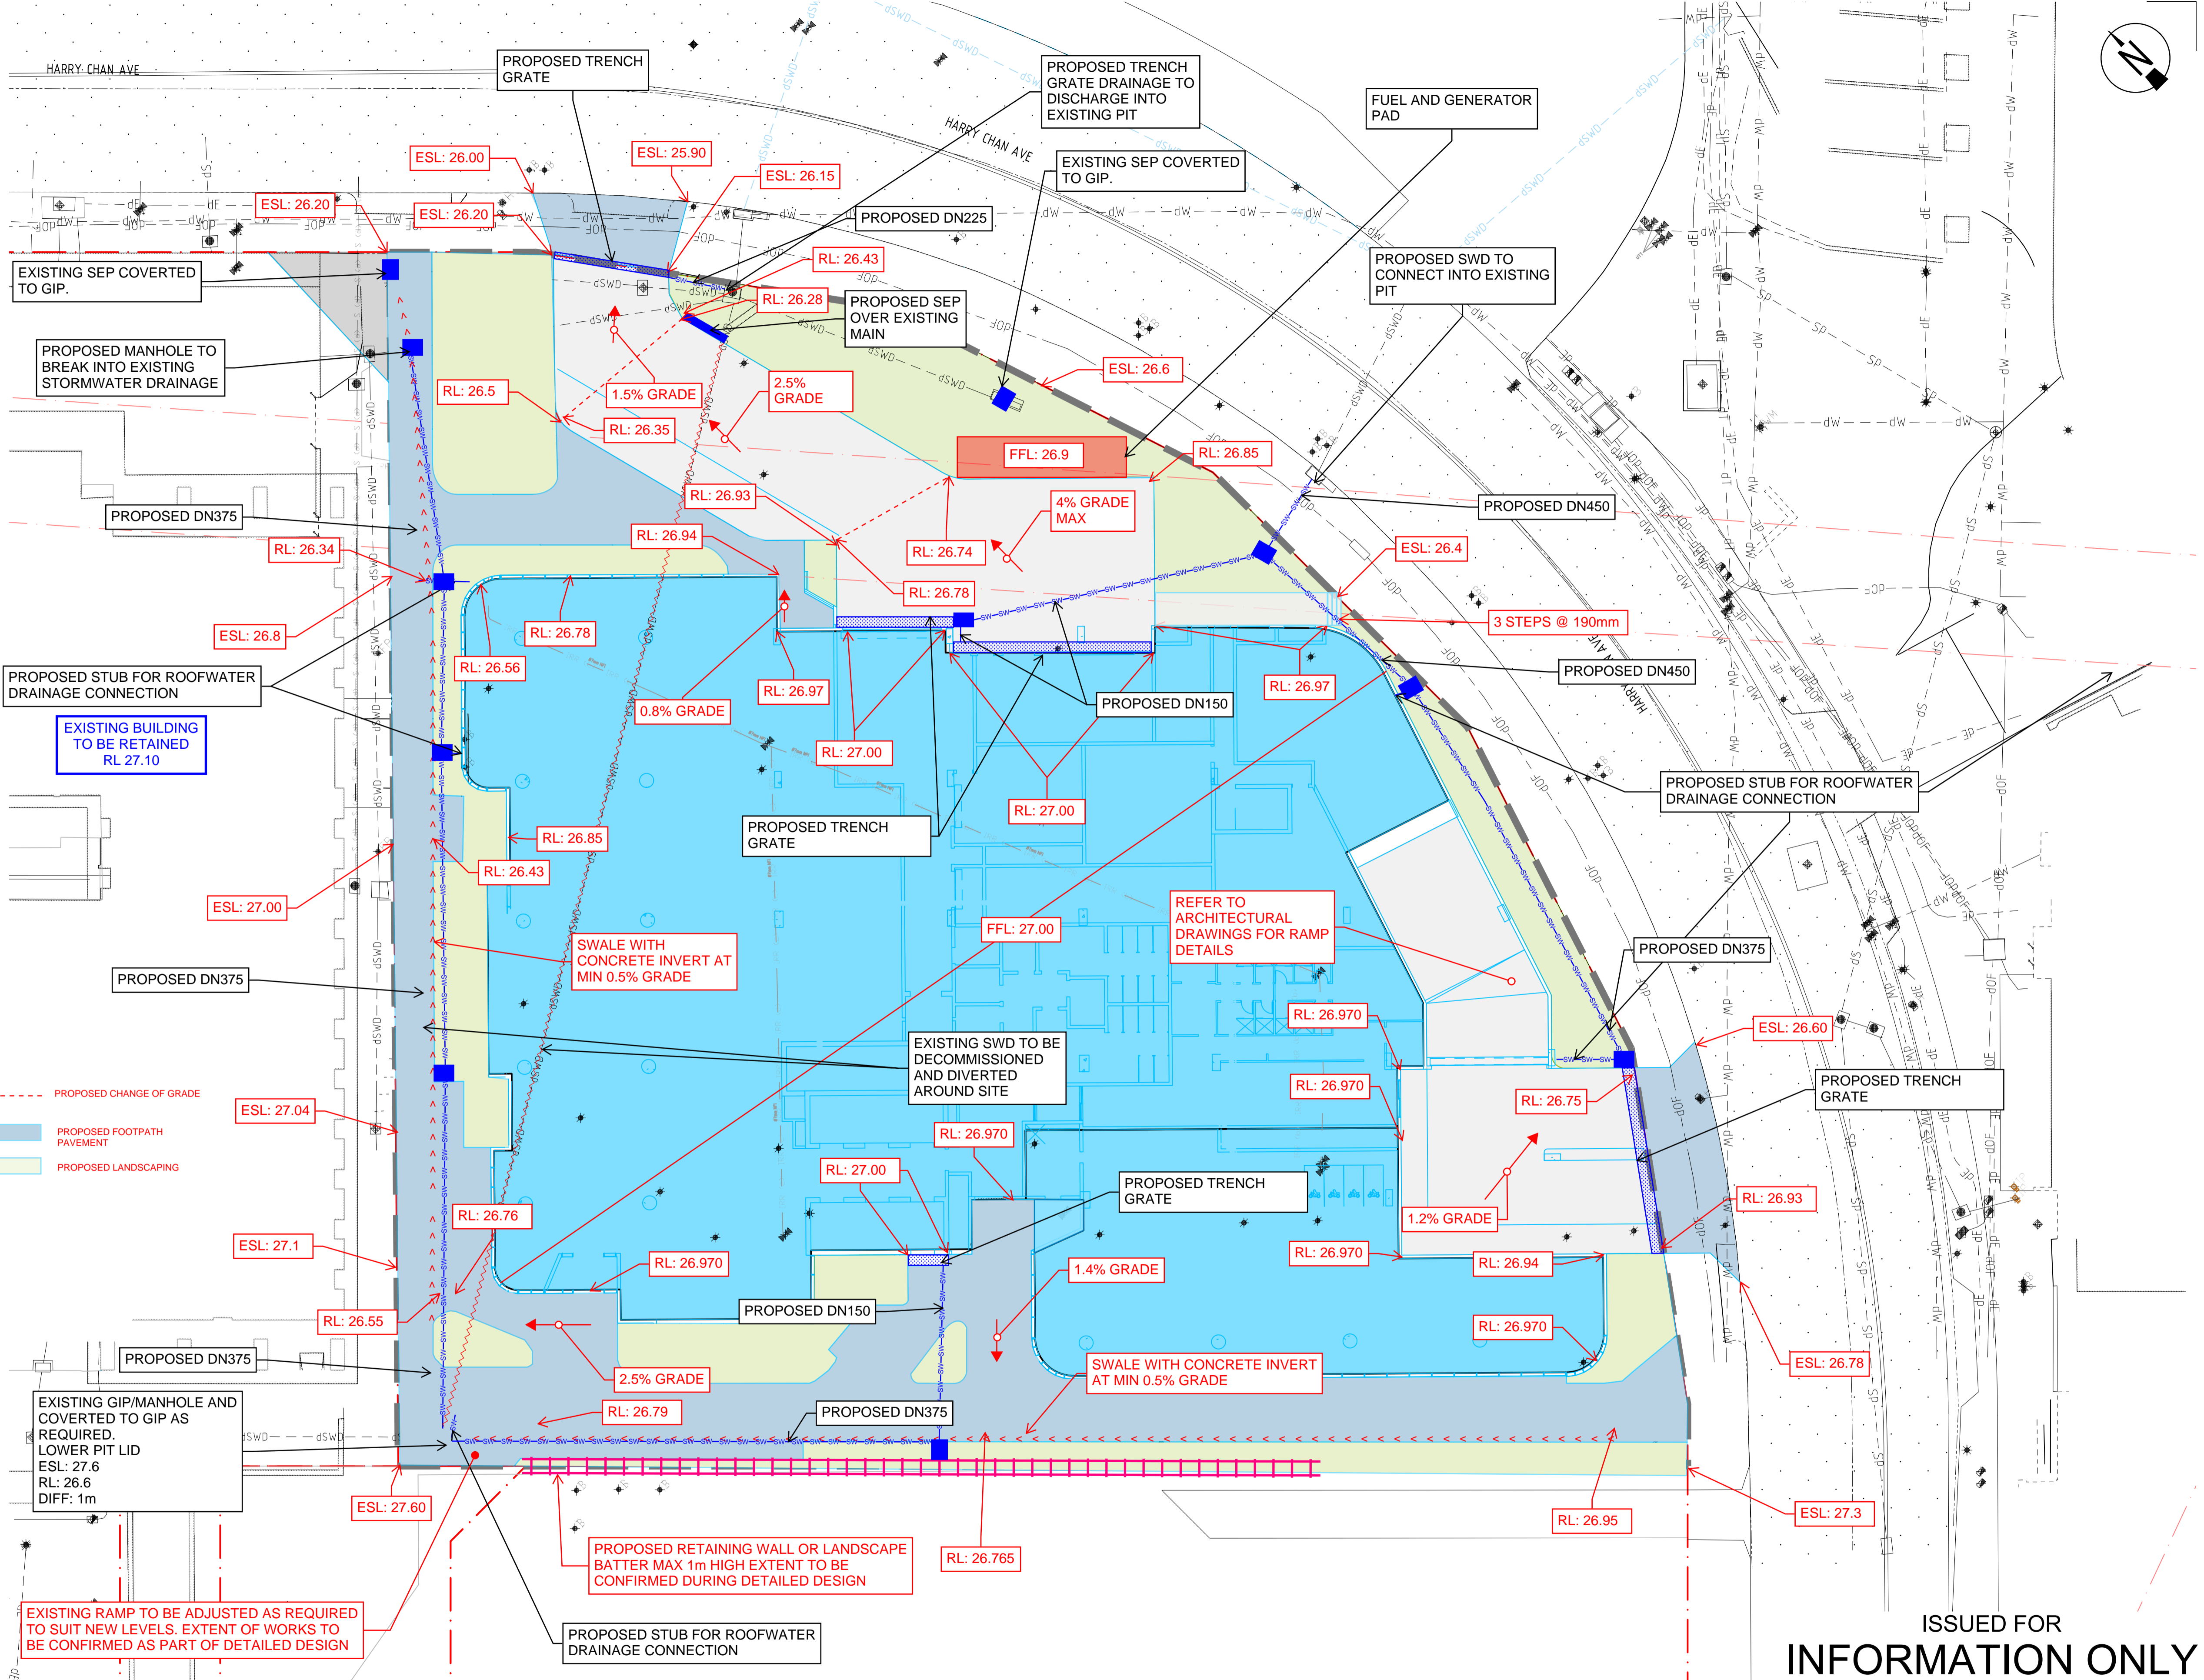 HARRY CHAN AVE
PROPOSED TRENCH
GRATE
PROPOSED TRENCH
GRATE DRAINAGE TO
DISCHARGE INTO
EXISTING PIT
FUEL AND GENERATOR
PAD
N
HARRY CHAN AVE
ESL: 26.00
ESL: 25.90
ESL: 26.15
EXISTING SEP COVERTED
TO GIP.
ESL: 26.20
ESL: 26.20
PROPOSED DN225
EXISTING SEP COVERTED
TO GIP.
RL: 26.43
RL: 26.28
PROPOSED SEP
OVER EXISTING
MAIN
PROPOSED SWD TO
CONNECT INTO EXISTING
PIT
PROPOSED MANHOLE TO
BREAK INTO EXISTING
STORMWATER DRAINAGE
RL: 26.5
1.5% GRADE
2.5%
GRADE
ESL: 26.6
RL: 26.35
FFL: 26.9
RL: 26.85
PROPOSED DN375
RL: 26.93
4% GRADE
MAX
PROPOSED DN450
RL: 26.34
RL: 26.94
RL: 26.74
ESL: 26.4
RL: 26.78
ESL: 26.8
RL: 26.78
3 STEPS @ 190mm
HARRY
AVE
RL: 26.56
PROPOSED STUB FOR ROOFWATER
DRAINAGE CONNECTION
RL: 26.97
RL: 26.97
PROPOSED DN450
0.8% GRADE
PROPOSED DN150
EXISTING BUILDING
TO BE RETAINED
RL 27.10
RL: 27.00
PROPOSED STUB FOR ROOFWATER
DRAINAGE CONNECTION
RL: 27.00
RL: 26.85
PROPOSED TRENCH
GRATE
RL: 26.43
ESL: 27.00
FFL: 27.00
REFER TO
ARCHITECTURAL
DRAWINGS FOR RAMP
DETAILS
SWALE WITH
CONCRETE INVERT AT
MIN 0.5% GRADE
PROPOSED DN375
PROPOSED DN375
RL: 26.970
ESL: 26.60
EXISTING SWD TO BE
DECOMMISSIONED
AND DIVERTED
AROUND SITE
PROPOSED CHANGE OF GRADE
ESL: 27.04
RL: 26.970
RL: 26.75
PROPOSED TRENCH
GRATE
PROPOSED FOOTPATH
PAVEMENT
RL: 26.970
PROPOSED LANDSCAPING
RL: 27.00
PROPOSED TRENCH
GRATE
RL: 26.93
RL: 26.76
1.2% GRADE
ESL: 27.1
RL: 26.970
RL: 26.970
RL: 26.94
1.4% GRADE
RL: 26.55
PROPOSED DN150
RL: 26.970
PROPOSED DN375
2.5% GRADE
SWALE WITH CONCRETE INVERT
AT MIN 0.5% GRADE
ESL: 26.78
EXISTING GIP/MANHOLE AND
COVERTED TO GIP AS
REQUIRED.
LOWER PIT LID
ESL: 27.6
RL: 26.6
DIFF: 1m
RL: 26.79
PROPOSED DN375
ESL: 27.60
RL: 26.95
ESL: 27.3
PROPOSED RETAINING WALL OR LANDSCAPE
BATTER MAX 1m HIGH EXTENT TO BE
CONFIRMED DURING DETAILED DESIGN
RL: 26.765
EXISTING RAMP TO BE ADJUSTED AS REQUIRED
TO SUIT NEW LEVELS. EXTENT OF WORKS TO
BE CONFIRMED AS PART OF DETAILED DESIGN
PROPOSED STUB FOR ROOFWATER
DRAINAGE CONNECTION
ISSUED FOR
INFORMATION ONLY